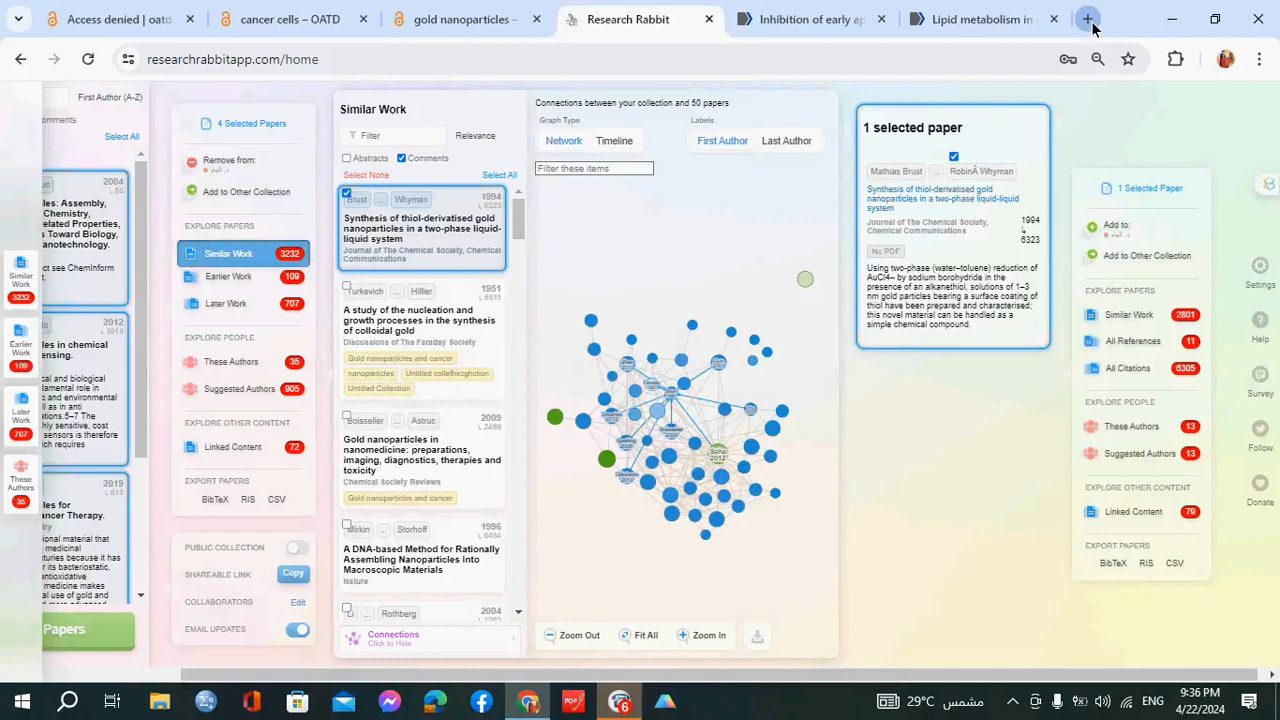 Access denied | oatd
cancer cells – OATD
gold nanoparticles –
Research Rabbit
Inhibition of early ap
Lipid metabolism in
researchrabbitapp.com/home
First Author (A-Z)
Select All
2004
les: Assembly,
Chemistry,
elated Properties,
s Toward Biology,
Nanotechnology.
ct see ChemInform
2012
les in chemical
ensing.
2019
les for
ncer Therapy.
Papers
Similar
Work
3232
Earlier
Work
109
Later
Work
707
These
Authors
35
4 Selected Papers
Remove from:
Add to Other Collection
EXPLORE PAPERS
Similar Work 3232
Earlier Work 109
Later Work 707
EXPLORE PEOPLE
These Authors 35
Suggested Authors 905
EXPLORE OTHER CONTENT
Linked Content 72
EXPORT PAPERS
BibTeX RIS CSV
PUBLIC COLLECTION
SHAREABLE LINK Copy
COLLABORATORS Edit
EMAIL UPDATES
Similar Work
Filter Relevance
Abstracts Comments
Select None Select All
Brust ... Whyman 1994
6323
Synthesis of thiol-derivatised gold
nanoparticles in a two-phase liquid-
liquid system
Journal of The Chemical Society, Chemical
Communications
Turkevich ... Hillier 1951
6611
A study of the nucleation and
growth processes in the synthesis
of colloidal gold
Discussions of The Faraday Society
Gold nanoparticles and cancer
nanoparticles
Untitled Collection
Boisselier ... Astruc 2009
2489
Gold nanoparticles in
nanomedicine: preparations,
imaging, diagnostics, therapies and
toxicity
Chemical Society Reviews
Gold nanoparticles and cancer
Mirkin ... Storhoff 1996
6464
A DNA-based Method for Rationally
Assembling Nanoparticles Into
Macroscopic Materials
Nature
Li ... Rothberg 2004
Connections
Click to Hide
Connections between your collection and 50 papers
Graph Type Labels
Network Timeline First Author Last Author
Filter these items
Saha
2012
Zoom Out Fit All Zoom In
1 selected paper
Mathias Brust ... RobinÂ Whyman
Synthesis of thiol-derivatised gold
nanoparticles in a two-phase liquid-liquid
system
Journal of The Chemical Society,
Chemical Communications
1994
6323
No PDF
Using two-phase (water–toluene) reduction of
AuCl4– by sodium borohydride in the
presence of an alkanethiol, solutions of 1–3
nm gold particles bearing a surface coating of
thiol have been prepared and characterised;
this novel material can be handled as a
simple chemical compound.
1 Selected Paper
Add to:
Add to Other Collection
EXPLORE PAPERS
Similar Work 2801
All References 11
All Citations 6305
EXPLORE PEOPLE
These Authors 13
Suggested Authors 13
EXPLORE OTHER CONTENT
Linked Content 79
EXPORT PAPERS
BibTeX RIS CSV
Settings
Help
Survey
Follow
Donate
29°C مشمس
ENG
9:36 PM
4/22/2024